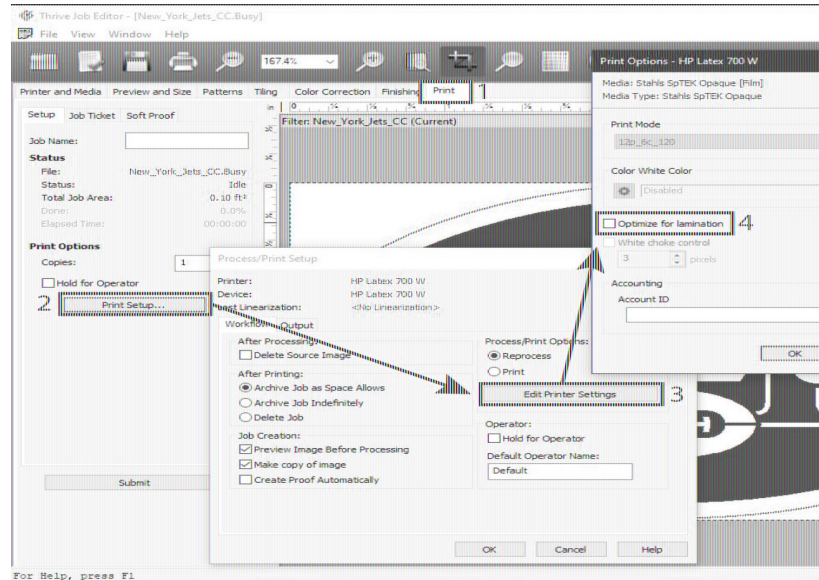 Thrive Job Editor - [New_York_Jets_CC.Busy]
File View Window Help
167.4%
Printer and Media Preview and Size Patterns Tiling Color Correction Finishing Print 1
Setup Job Ticket Soft Proof
in 0
Filter: New_York_Jets_CC (Current)
Job Name:
Status
File: New_York_Jets_CC.Busy
Status: Idle
Total Job Area: 0.10 ft²
Done: 0.0%
Elapsed Time: 00:00:00
Print Options
Copies: 1
Hold for Operator
2 Print Setup...
Submit
Process/Print Setup
Printer: HP Latex 700 W
Device: HP Latex 700 W
Linearization: <No Linearization>
Workflow Output
After Processing:
Delete Source Image
After Printing:
Archive Job as Space Allows
Archive Job Indefinitely
Delete Job
Job Creation:
Preview Image Before Processing
Make copy of image
Create Proof Automatically
Process/Print Options:
Reprocess
Print
Edit Printer Settings 3
Operator:
Hold for Operator
Default Operator Name:
Default
OK Cancel Help
Print Options - HP Latex 700 W
Media: Stahls SpTEK Opaque [Film]
Media Type: Stahls SpTEK Opaque
Print Mode
12p_6c_120
Color White Color
Disabled
Optimize for lamination 4
White choke control
3 pixels
Accounting
Account ID
OK
For Help, press F1